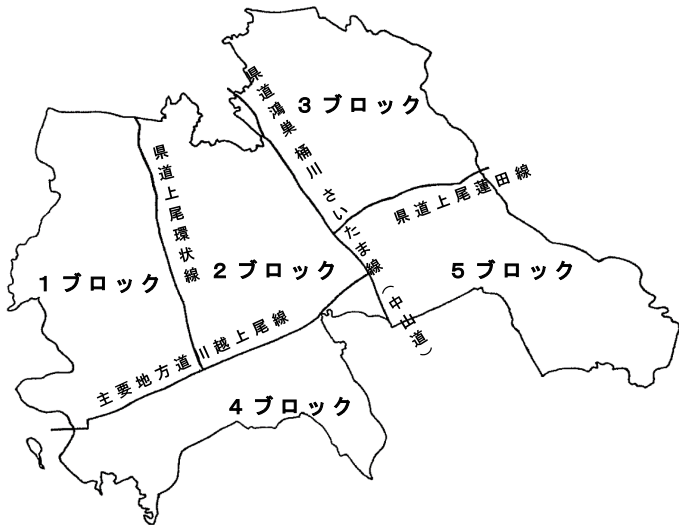 県道鴻巣桶川さいたま線(中山道)
3ブロック
県道上尾環状線
県道上尾蓮田線
1ブロック
2ブロック
5ブロック
主要地方道川越上尾線
4ブロック